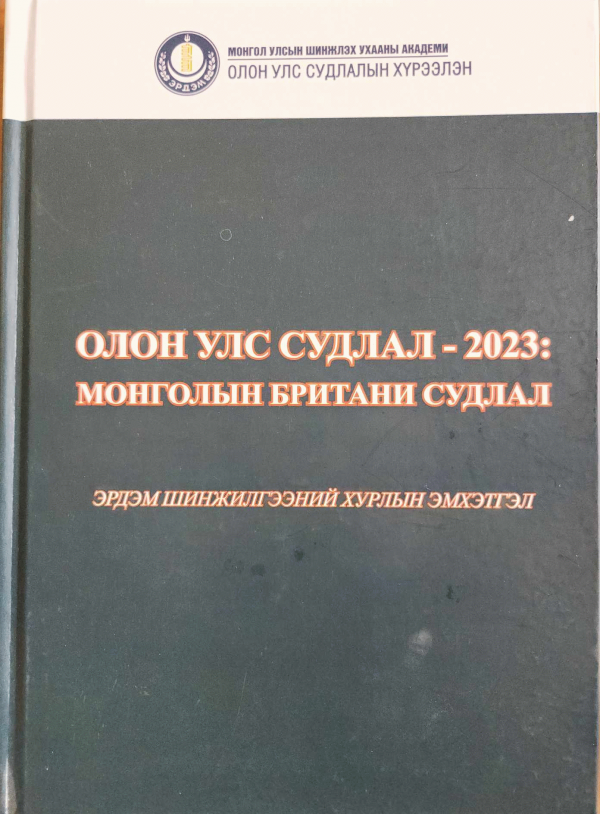 МОНГОЛ УЛСЫН ШИНЖЛЭХ УХААНЫ АКАДЕМИ
ОЛОН УЛС СУДЛАЛЫН ХҮРЭЭЛЭН
ЭРДЭМ
ОЛОН УЛС СУДЛАЛ - 2023:
МОНГОЛЫН БРИТАНИ СУДЛАЛ
ЭРДЭМ ШИНЖИЛГЭЭНИЙ ХУРЛЫН ЭМХЭТГЭЛ